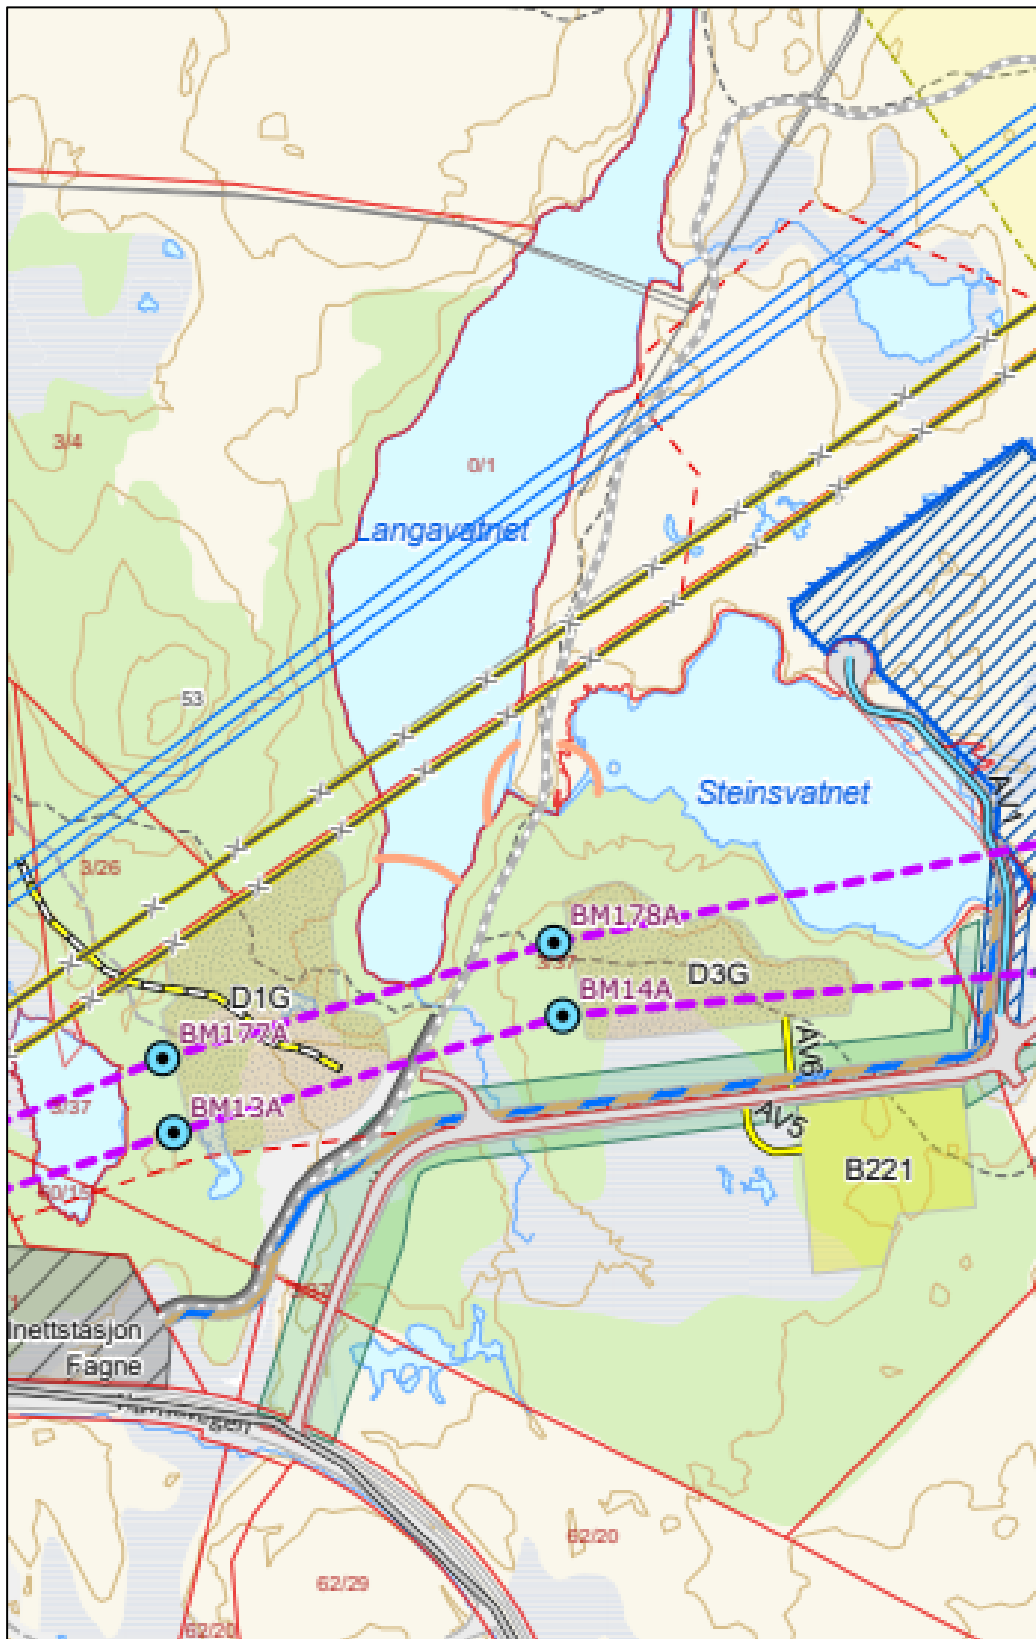 3/4
0/1
Langavatnet
53
Steinsvatnet
AV1
3/26
BM178A
3/37
D3G
BM14A
D1G
BM177A
AV6
3/37
BM13A
AV5
B221
60/15
nettstasjon
Fagne
62/20
62/29
62/20